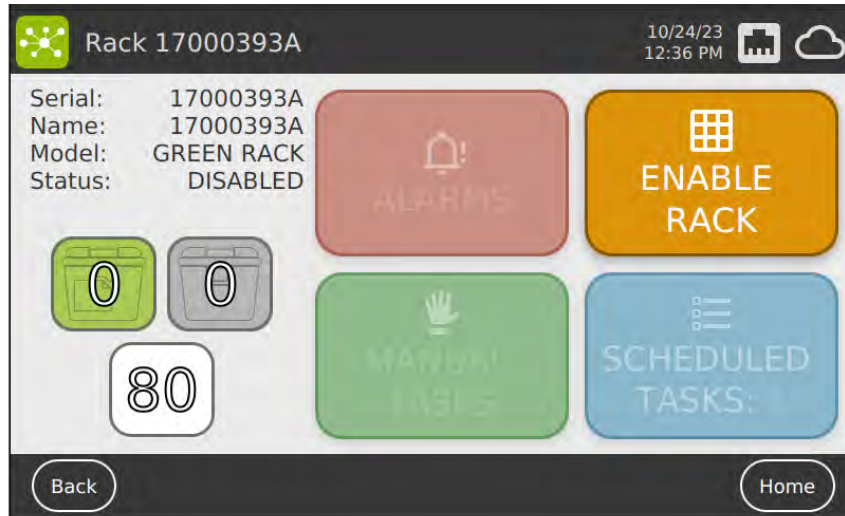 Rack 17000393A
10/24/23
12:36 PM
Serial: 17000393A
Name: 17000393A
Model: GREEN RACK
Status: DISABLED
0
0
80
ALARMS
ENABLE
RACK
MANUAL
TASKS
SCHEDULED
TASKS:
Back
Home